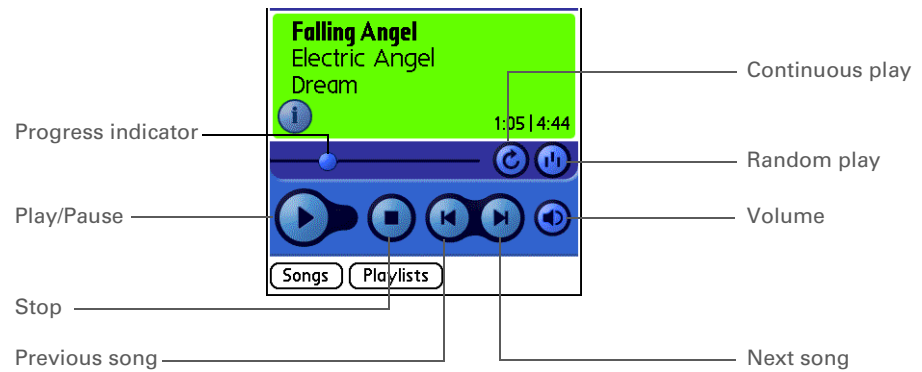 Falling Angel
Electric Angel
Dream
i
1:05 | 4:44
Continuous play
Progress indicator
Random play
Play/Pause
Volume
Songs
Playlists
Stop
Previous song
Next song